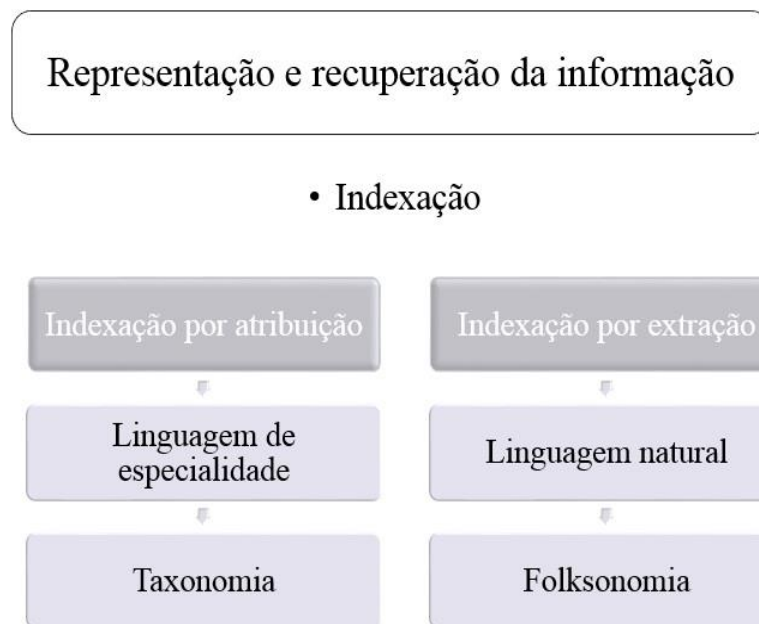 Representação e recuperação da informação
• Indexação
Indexação por atribuição
Indexação por extração
Linguagem de
especialidade
Linguagem natural
Taxonomia
Folksonomia